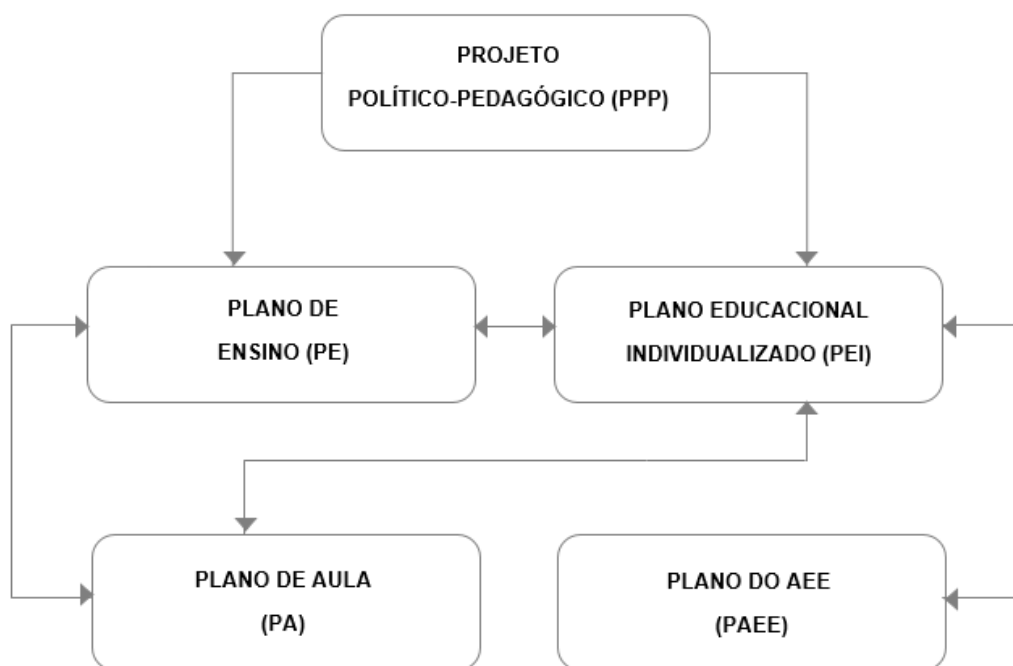 PROJETO
POLÍTICO-PEDAGÓGICO (PPP)
PLANO DE
ENSINO (PE)
PLANO EDUCACIONAL
INDIVIDUALIZADO (PEI)
PLANO DE AULA
(PA)
PLANO DO AEE
(PAEE)